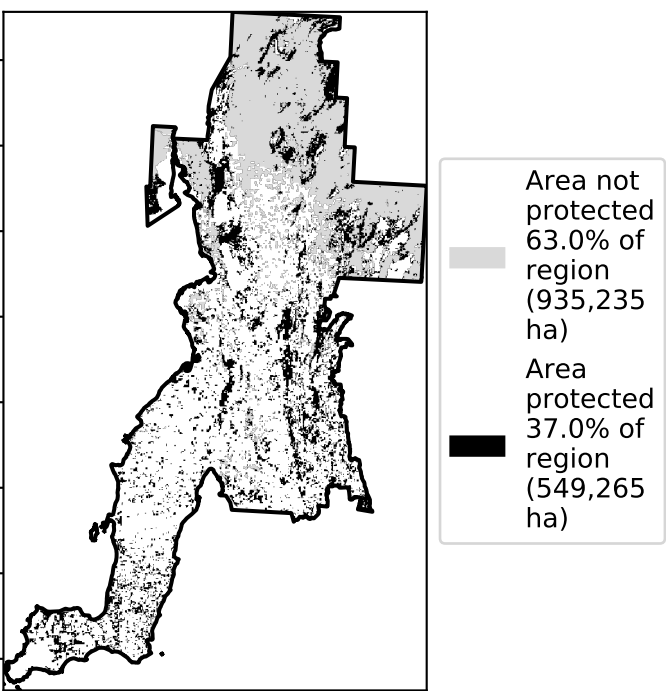 Area not
protected
63.0% of
region
(935,235
ha)
Area
protected
37.0% of
region
(549,265
ha)